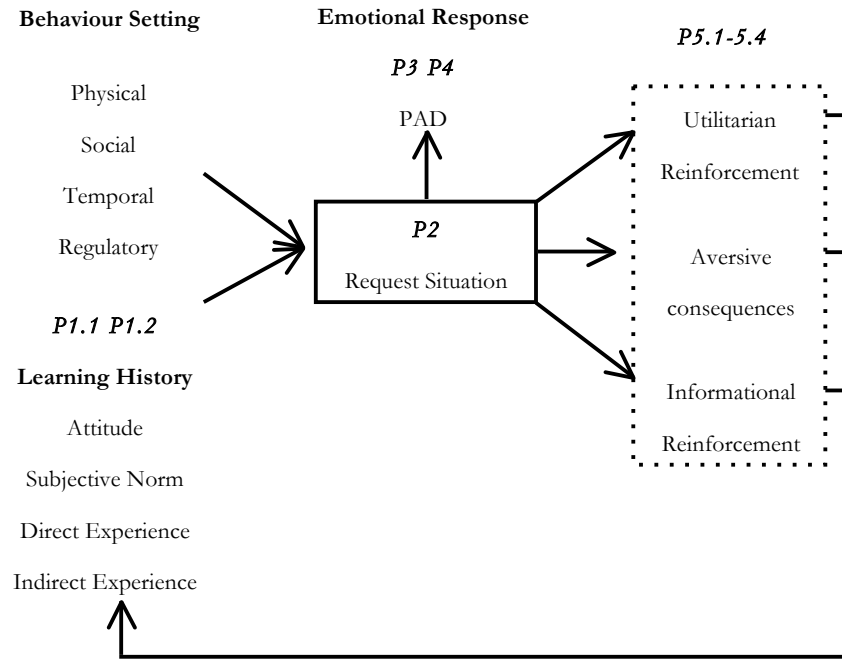 Behaviour Setting
Physical
Social
Temporal
Regulatory
P1.1 P1.2
Learning History
Attitude
Subjective Norm
Direct Experience
Indirect Experience
Emotional Response
P3 P4
PAD
P2
Request Situation
P5.1-5.4
Utilitarian
Reinforcement
Aversive
consequences
Informational
Reinforcement